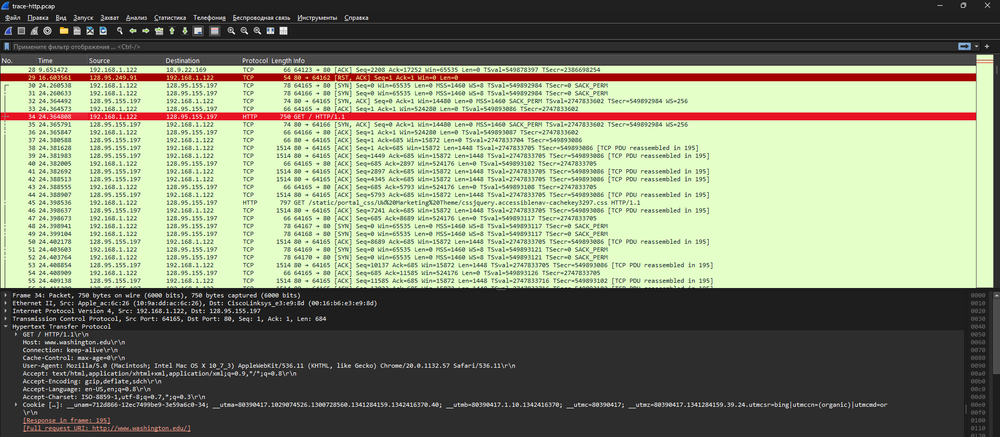 trace-http.pcap
Файл Правка Вид Запуск Захват Анализ Статистика Телефония Беспроводная связь Инструменты Справка
Примените фильтр отображения ... <Ctrl-/>
No. Time Source Destination Protocol Length Info
28 9.651472 192.168.1.122 18.9.22.169 TCP 66 64123 → 80 [ACK] Seq=2208 Ack=17252 Win=65535 Len=0 TSval=549878397 TSecr=2386698254
29 16.603561 128.95.249.91 192.168.1.122 TCP 54 80 → 64162 [RST, ACK] Seq=1 Ack=1 Win=0 Len=0
30 24.260538 192.168.1.122 128.95.155.197 TCP 78 64165 → 80 [SYN] Seq=0 Win=65535 Len=0 MSS=1460 WS=8 TSval=549892984 TSecr=0 SACK_PERM
31 24.260633 192.168.1.122 128.95.155.197 TCP 78 64166 → 80 [SYN] Seq=0 Win=65535 Len=0 MSS=1460 WS=8 TSval=549892984 TSecr=0 SACK_PERM
32 24.364492 128.95.155.197 192.168.1.122 TCP 74 80 → 64165 [SYN, ACK] Seq=0 Ack=1 Win=14480 Len=0 MSS=1460 SACK_PERM TSval=2747833602 TSecr=549892984 WS=256
33 24.364573 192.168.1.122 128.95.155.197 TCP 66 64165 → 80 [ACK] Seq=1 Ack=1 Win=524280 Len=0 TSval=549893086 TSecr=2747833602
34 24.364808 192.168.1.122 128.95.155.197 HTTP 750 GET / HTTP/1.1
35 24.365791 128.95.155.197 192.168.1.122 TCP 74 80 → 64166 [SYN, ACK] Seq=0 Ack=1 Win=14480 Len=0 MSS=1460 SACK_PERM TSval=2747833602 TSecr=549892984 WS=256
36 24.365847 192.168.1.122 128.95.155.197 TCP 66 64166 → 80 [ACK] Seq=1 Ack=1 Win=524280 Len=0 TSval=549893087 TSecr=2747833602
37 24.380588 128.95.155.197 192.168.1.122 TCP 66 80 → 64165 [ACK] Seq=1 Ack=685 Win=15872 Len=0 TSval=2747833704 TSecr=549893086
38 24.381628 128.95.155.197 192.168.1.122 TCP 1514 80 → 64165 [ACK] Seq=1 Ack=685 Win=15872 Len=1448 TSval=2747833705 TSecr=549893086 [TCP PDU reassembled in 195]
39 24.381983 128.95.155.197 192.168.1.122 TCP 1514 80 → 64165 [ACK] Seq=1449 Ack=685 Win=15872 Len=1448 TSval=2747833705 TSecr=549893086 [TCP PDU reassembled in 195]
40 24.382005 192.168.1.122 128.95.155.197 TCP 66 64165 → 80 [ACK] Seq=685 Ack=2897 Win=524176 Len=0 TSval=549893102 TSecr=2747833705
41 24.382692 128.95.155.197 192.168.1.122 TCP 1514 80 → 64165 [ACK] Seq=2897 Ack=685 Win=15872 Len=1448 TSval=2747833705 TSecr=549893086 [TCP PDU reassembled in 195]
42 24.388513 128.95.155.197 192.168.1.122 TCP 1514 80 → 64165 [ACK] Seq=4345 Ack=685 Win=15872 Len=1448 TSval=2747833705 TSecr=549893086 [TCP PDU reassembled in 195]
43 24.388555 192.168.1.122 128.95.155.197 TCP 66 64165 → 80 [ACK] Seq=685 Ack=5793 Win=524176 Len=0 TSval=549893108 TSecr=2747833705
44 24.388907 128.95.155.197 192.168.1.122 TCP 1514 80 → 64165 [ACK] Seq=5793 Ack=685 Win=15872 Len=1448 TSval=2747833705 TSecr=549893086 [TCP PDU reassembled in 195]
45 24.398536 192.168.1.122 128.95.155.197 HTTP 797 GET /static/portal_css/UW%20Marketing%20Theme/cssjquery.accessiblenav-cachekey3297.css HTTP/1.1
46 24.398637 128.95.155.197 192.168.1.122 TCP 1514 80 → 64165 [ACK] Seq=7241 Ack=685 Win=15872 Len=1448 TSval=2747833705 TSecr=549893086 [TCP PDU reassembled in 195]
47 24.398673 192.168.1.122 128.95.155.197 TCP 66 64165 → 80 [ACK] Seq=685 Ack=8689 Win=524176 Len=0 TSval=549893117 TSecr=2747833705
48 24.398941 192.168.1.122 128.95.155.197 TCP 78 64167 → 80 [SYN] Seq=0 Win=65535 Len=0 MSS=1460 WS=8 TSval=549893117 TSecr=0 SACK_PERM
49 24.399104 192.168.1.122 128.95.155.197 TCP 78 64168 → 80 [SYN] Seq=0 Win=65535 Len=0 MSS=1460 WS=8 TSval=549893117 TSecr=0 SACK_PERM
50 24.402178 128.95.155.197 192.168.1.122 TCP 1514 80 → 64165 [ACK] Seq=8689 Ack=685 Win=15872 Len=1448 TSval=2747833705 TSecr=549893086 [TCP PDU reassembled in 195]
51 24.403603 192.168.1.122 128.95.155.197 TCP 78 64169 → 80 [SYN] Seq=0 Win=65535 Len=0 MSS=1460 WS=8 TSval=549893121 TSecr=0 SACK_PERM
52 24.403764 192.168.1.122 128.95.155.197 TCP 78 64170 → 80 [SYN] Seq=0 Win=65535 Len=0 MSS=1460 WS=8 TSval=549893121 TSecr=0 SACK_PERM
53 24.408854 128.95.155.197 192.168.1.122 TCP 1514 80 → 64165 [ACK] Seq=10137 Ack=685 Win=15872 Len=1448 TSval=2747833705 TSecr=549893086 [TCP PDU reassembled in 195]
54 24.408909 192.168.1.122 128.95.155.197 TCP 66 64165 → 80 [ACK] Seq=685 Ack=11585 Win=524176 Len=0 TSval=549893126 TSecr=2747833705
55 24.409138 128.95.155.197 192.168.1.122 TCP 1514 80 → 64165 [ACK] Seq=11585 Ack=685 Win=15872 Len=1448 TSval=2747833716 TSecr=549893102 [TCP PDU reassembled in 195]
Frame 34: Packet, 750 bytes on wire (6000 bits), 750 bytes captured (6000 bits)
Ethernet II, Src: Apple_ac:6c:26 (10:9a:dd:ac:6c:26), Dst: CiscoLinksys_e3:e9:8d (00:16:b6:e3:e9:8d)
Internet Protocol Version 4, Src: 192.168.1.122, Dst: 128.95.155.197
Transmission Control Protocol, Src Port: 64165, Dst Port: 80, Seq: 1, Ack: 1, Len: 684
Hypertext Transfer Protocol
GET / HTTP/1.1\r\n
Host: www.washington.edu\r\n
Connection: keep-alive\r\n
Cache-Control: max-age=0\r\n
User-Agent: Mozilla/5.0 (Macintosh; Intel Mac OS X 10_7_3) AppleWebKit/536.11 (KHTML, like Gecko) Chrome/20.0.1132.57 Safari/536.11\r\n
Accept: text/html,application/xhtml+xml,application/xml;q=0.9,*/*;q=0.8\r\n
Accept-Encoding: gzip,deflate,sdch\r\n
Accept-Language: en-US,en;q=0.8\r\n
Accept-Charset: ISO-8859-1,utf-8;q=0.7,*;q=0.3\r\n
Cookie […]: __unam=712d866-12ec7499be9-3e59a6c0-34; __utma=80390417.1029074526.1300728560.1341284159.1342416370.40; __utmb=80390417.1.10.1342416370; __utmc=80390417; __utmz=80390417.1341284159.39.24.utmcsr=bing|utmccn=(organic)|utmcmd=or
\r\n
[Response in frame: 195]
[Full request URI: http://www.washington.edu/]
0000
0010
0020
0030
0040
0050
0060
0070
0080
0090
00a0
00b0
00c0
00d0
00e0
00f0
0100
0110
0120